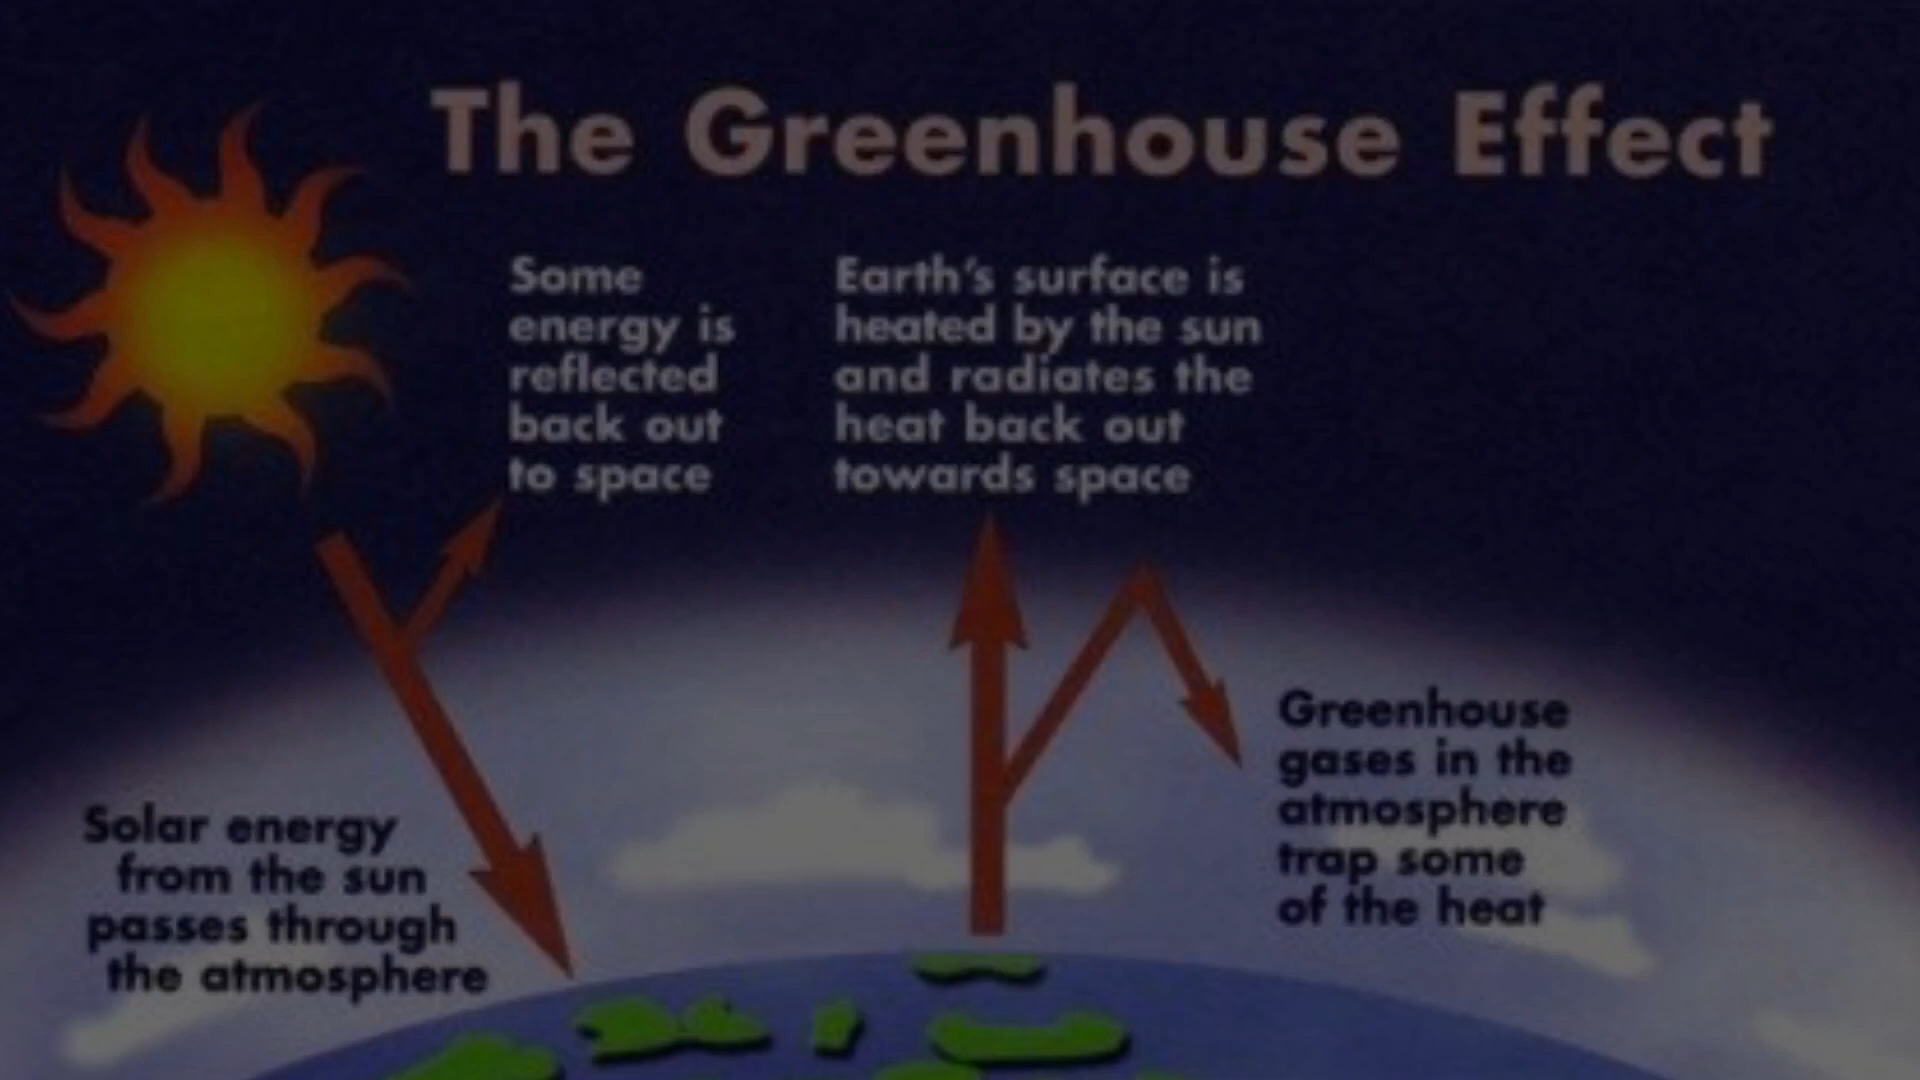 The Greenhouse Effect
Some
energy is
reflected
back out
to space
Earth's surface is
heated by the sun
and radiates the
heat back out
towards space
Solar energy
from the sun
passes through
the atmosphere
Greenhouse
gases in the
atmosphere
trap some
of the heat